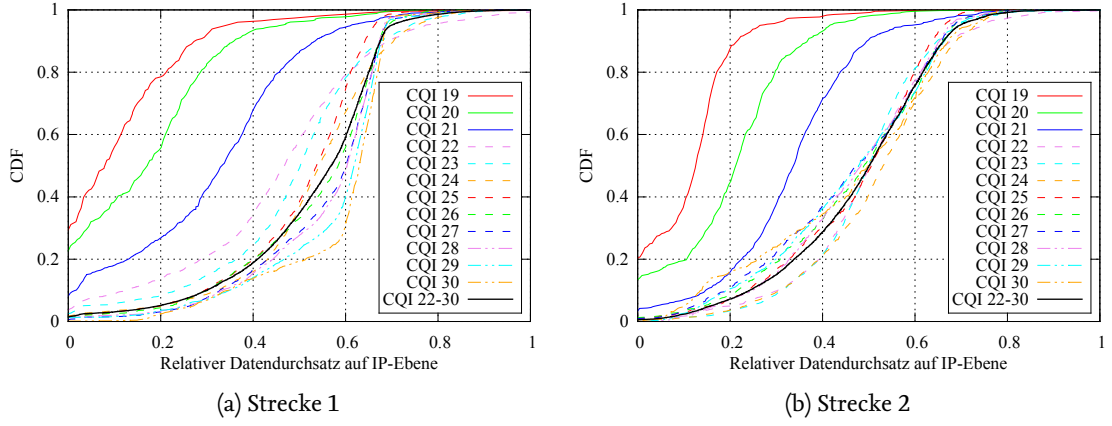 1
0.8
0.6
0.4
0.2
0
CDF
0
0.2
0.4
0.6
0.8
1
Relativer Datendurchsatz auf IP-Ebene
CQI 19
CQI 20
CQI 21
CQI 22
CQI 23
CQI 24
CQI 25
CQI 26
CQI 27
CQI 28
CQI 29
CQI 30
CQI 22-30
(a) Strecke 1
1
0.8
0.6
0.4
0.2
0
CDF
0
0.2
0.4
0.6
0.8
1
Relativer Datendurchsatz auf IP-Ebene
CQI 19
CQI 20
CQI 21
CQI 22
CQI 23
CQI 24
CQI 25
CQI 26
CQI 27
CQI 28
CQI 29
CQI 30
CQI 22-30
(b) Strecke 2